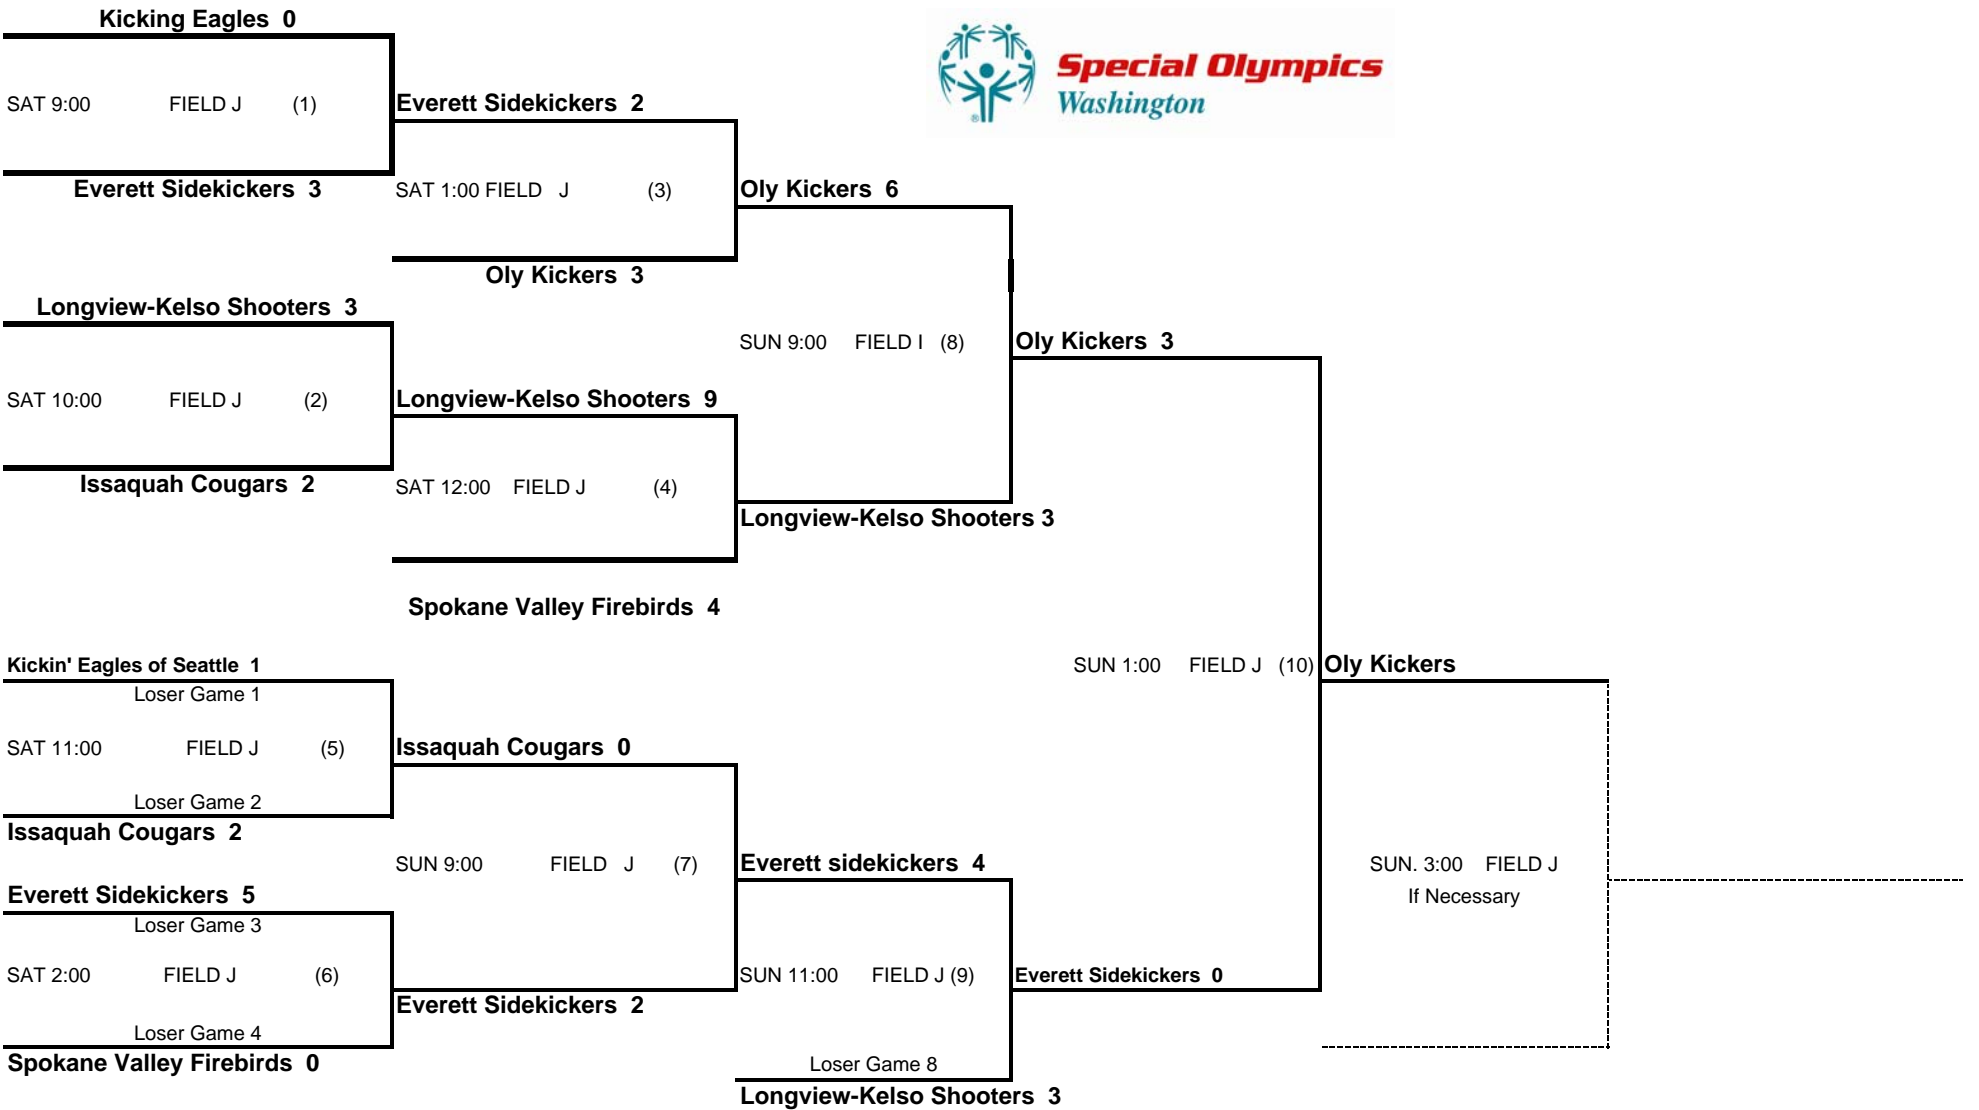 Kicking Eagles  0
Special Olympics
Washington
®
SAT 9:00 FIELD J (1)
Everett Sidekickers  2
Everett Sidekickers  3
SAT 1:00 FIELD J (3)
Oly Kickers  6
Oly Kickers  3
Longview-Kelso Shooters  3
SUN 9:00 FIELD I (8)
Oly Kickers  3
SAT 10:00 FIELD J (2)
Longview-Kelso Shooters  9
Issaquah Cougars  2
SAT 12:00 FIELD J (4)
Longview-Kelso Shooters 3
Spokane Valley Firebirds  4
Kickin' Eagles of Seattle  1
Loser Game 1
SUN 1:00 FIELD J (10)
Oly Kickers
SAT 11:00 FIELD J (5)
Issaquah Cougars  0
Loser Game 2
Issaquah Cougars  2
SUN 9:00 FIELD J (7)
Everett sidekickers  4
SUN. 3:00 FIELD J
If Necessary
Everett Sidekickers  5
Loser Game 3
SAT 2:00 FIELD J (6)
SUN 11:00 FIELD J (9)
Everett Sidekickers  0
Everett Sidekickers  2
Loser Game 4
Spokane Valley Firebirds  0
Loser Game 8
Longview-Kelso Shooters  3